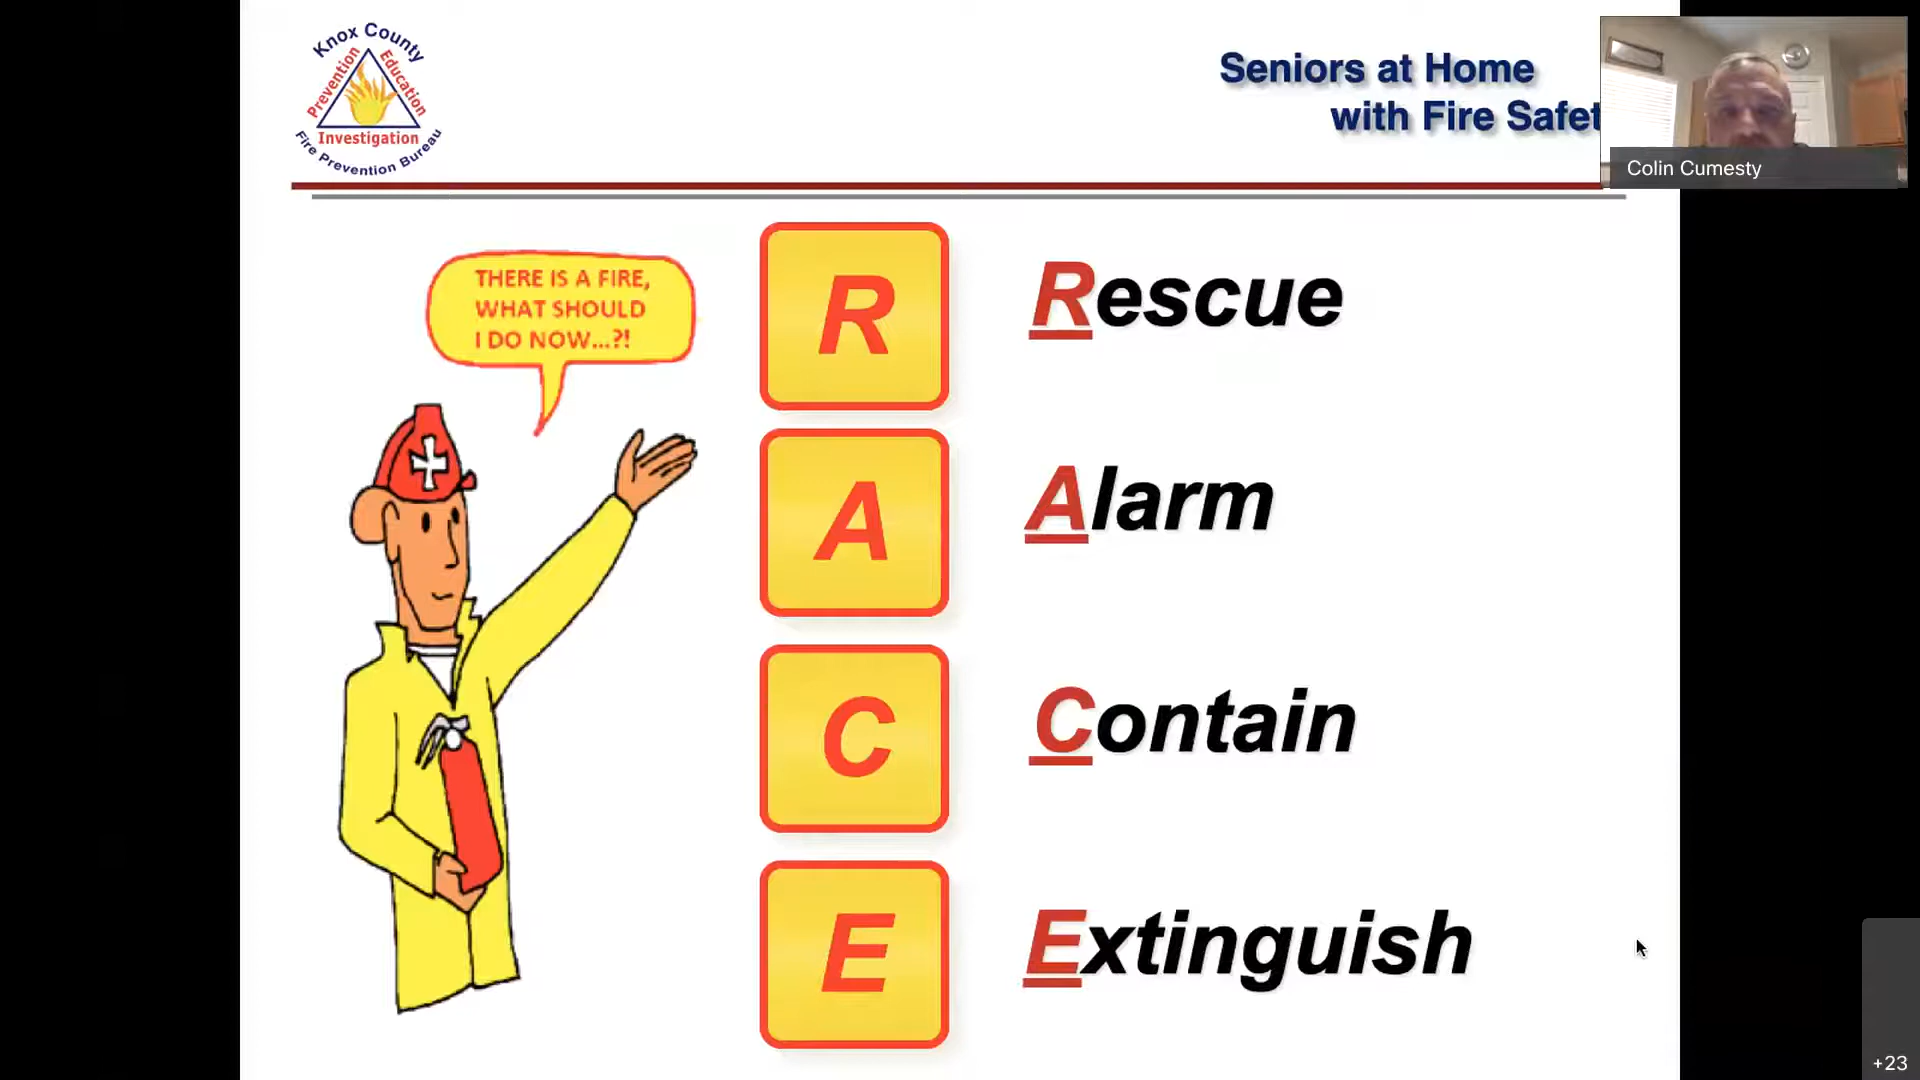 Knox County
Prevention
Education
Investigation
Fire Prevention Bureau
Seniors at Home
with Fire Safet
Colin Cumesty
THERE IS A FIRE,
WHAT SHOULD
I DO NOW...?!
R
Rescue
A
Alarm
C
Contain
E
Extinguish
+23